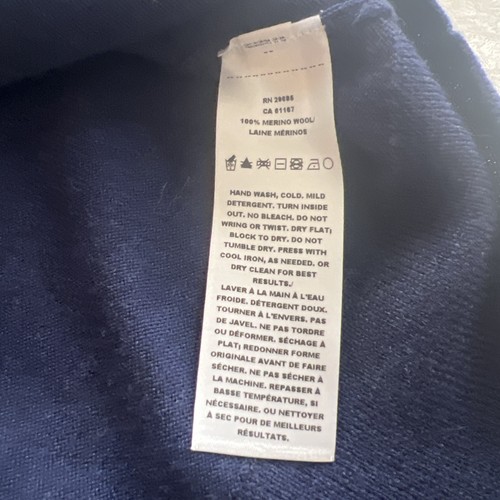 RN 29685
CA 01167
100% MERINO WOOL/
LAINE MÉRINOS
HAND WASH, COLD. MILD
DETERGENT. TURN INSIDE
OUT. NO BLEACH. DO NOT
WRING OR TWIST. DRY FLAT;
BLOCK TO DRY. DO NOT
TUMBLE DRY. PRESS WITH
COOL IRON, AS NEEDED. OR
DRY CLEAN FOR BEST
RESULTS./
LAVER À LA MAIN À L'EAU
FROIDE. DÉTERGENT DOUX.
TOURNER À L'ENVERS. PAS
DE JAVEL. NE PAS TORDRE
OU DÉFORMER. SÉCHAGE À
PLAT; REDONNER FORME
ORIGINALE AVANT DE FAIRE
SÉCHER. NE PAS SÉCHER À
LA MACHINE. REPASSER À
BASSE TEMPÉRATURE, SI
NÉCESSAIRE. OU NETTOYER
À SEC POUR DE MEILLEURS
RÉSULTATS.